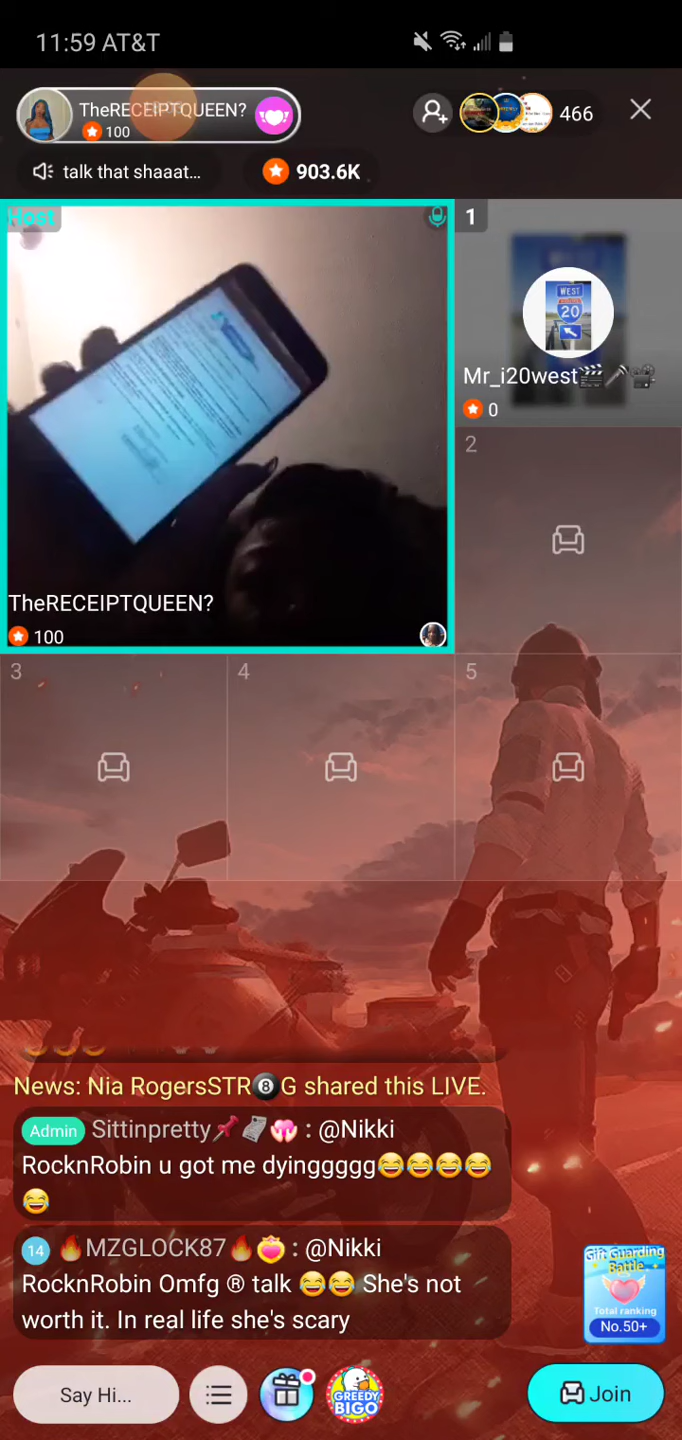 11:59 AT&T
TheRECEIPTQUEEN?
100
466
talk that shaaat...
903.6K
Host
1
WEST
20
Mr_i20west
0
2
TheRECEIPTQUEEN?
100
3
4
5
News: Nia RogersSTR🎱G shared this LIVE.
Admin Sittinpretty📌🗞💝 : @Nikki
RocknRobin u got me dyinggggg😂😂😂😂
😂
14 🔥MZGLOCK87🔥 : @Nikki
RocknRobin Omfg ® talk 😂😂 She's not
worth it. In real life she's scary
Gift Guarding
Battle
Total ranking
No.50+
Say Hi...
GREEDY
BIGO
Join